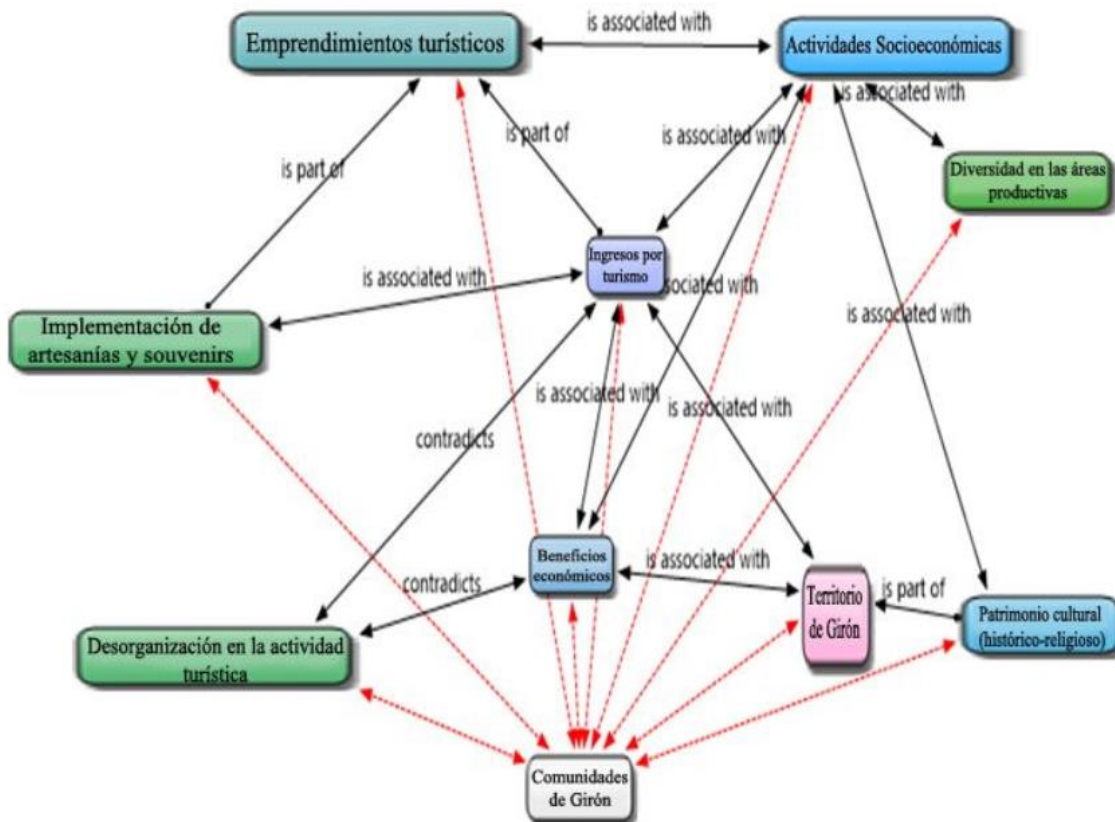 is associated with
Emprendimientos turísticos
Actividades Socioeconómicas
is associated with
is part of
is associated with
is part of
Diversidad en las áreas
productivas
Ingresos por
turismo
is associated with
sociated with
is associated with
Implementación de
artesanías y souvenirs
is associated with
is associated with
contradicts
Beneficios
económicos
is associated with
contradicts
Territorio
de Girón
is part of
Patrimonio cultural
(histórico-religioso)
Desorganización en la actividad
turística
Comunidades
de Girón